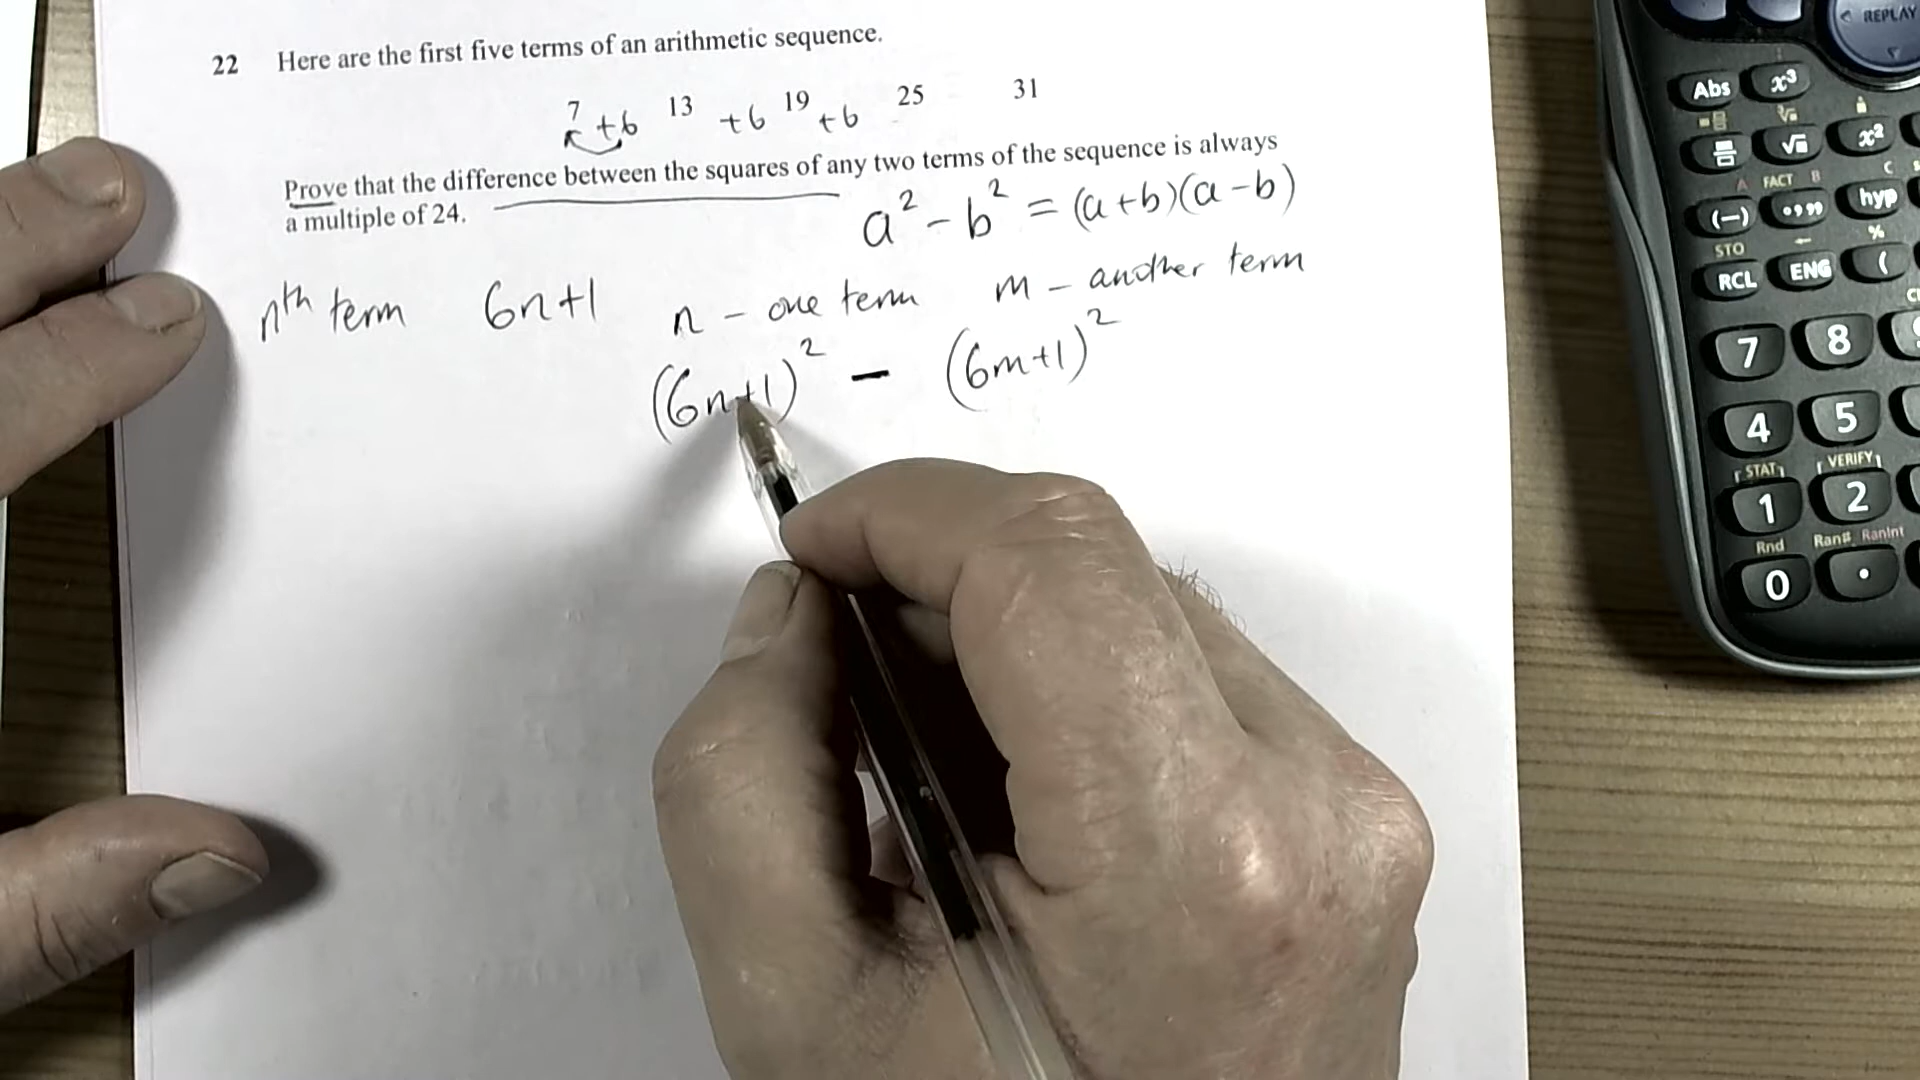 22 Here are the first five terms of an arithmetic sequence.
7 +6 13 +6 19 +6 25 31
Prove that the difference between the squares of any two terms of the sequence is always
a multiple of 24.
a² - b² = (a+b)(a-b)
nth term 6n+1 n - one term m - another term
(6n+1)² - (6m+1)²
REPLAY
Abs x³
√ x²
A FACT B C
(−) °'" hyp
STO ← %
RCL ENG (
7 8
4 5
STAT VERIFY
1 2
Rnd Ran# RanInt
0 .